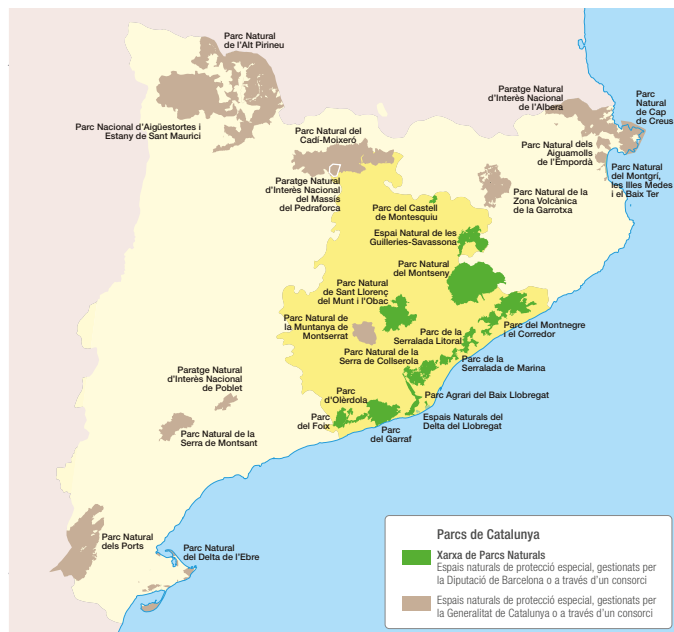 Parc Natural
de l'Alt Pirineu
Parc Nacional d'Aigüestortes i
Estany de Sant Maurici
Parc Natural del
Cadí-Moixeró
Paratge Natural
d'Interès Nacional
del Massís
del Pedraforca
Paratge Natural
d'Interès Nacional
de l'Albera
Parc
Natural
de Cap
de Creus
Parc Natural dels
Aiguamolls
de l'Empordà
Parc Natural
del Montgrí,
les Illes Medes
i el Baix Ter
Parc Natural de la
Zona Volcànica
de la Garrotxa
Parc del Castell
de Montesquiu
Espai Natural de les
Guilleries-Savassona
Parc Natural
del Montseny
Parc Natural
de Sant Llorenç
del Munt i l'Obac
Parc Natural de
la Muntanya de
Montserrat
Parc del Montnegre
i el Corredor
Parc de la
Serralada Litoral
Parc Natural de la
Serra de Collserola
Parc de la
Serralada de Marina
Paratge Natural
d'Interès Nacional
de Poblet
Parc
d'Olèrdola
Parc Agrari del Baix Llobregat
Parc
del Foix
Espais Naturals del
Delta del Llobregat
Parc
del Garraf
Parc Natural de la
Serra de Montsant
Parc Natural
dels Ports
Parc Natural
del Delta de l'Ebre
Parcs de Catalunya
Xarxa de Parcs Naturals
Espais naturals de protecció especial, gestionats per
la Diputació de Barcelona o a través d'un consorci
Espais naturals de protecció especial, gestionats per
la Generalitat de Catalunya o a través d'un consorci